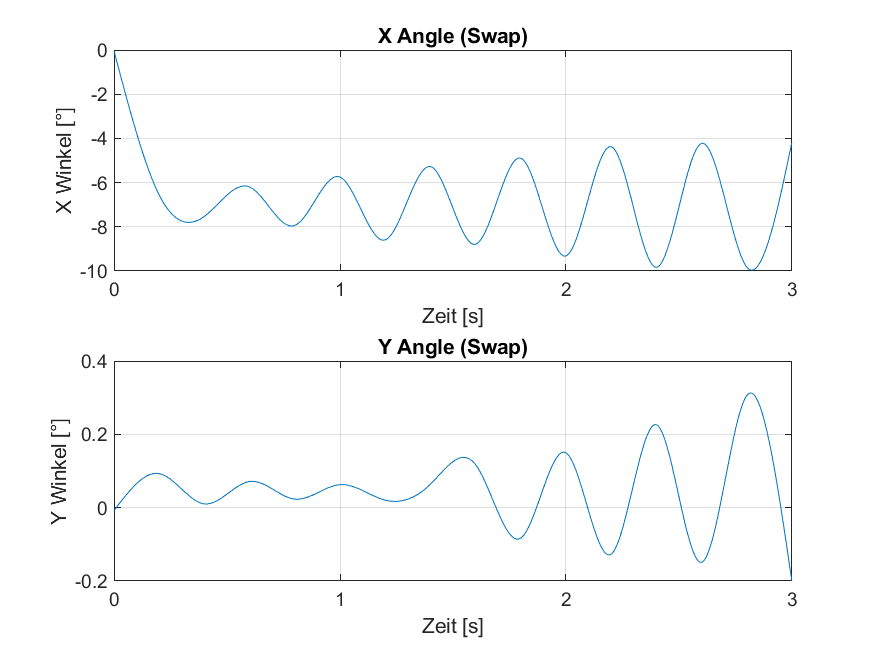 X Angle (Swap)
0
-2
-4
-6
-8
-10
X Winkel [°]
0 1 2 3
Zeit [s]
Y Angle (Swap)
0.4
0.2
0
-0.2
Y Winkel [°]
0 1 2 3
Zeit [s]